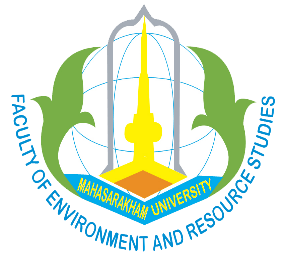 MAHASARAKHAM UNIVERSITY
FACULTY OF ENVIRONMENT AND RESOURCE STUDIES